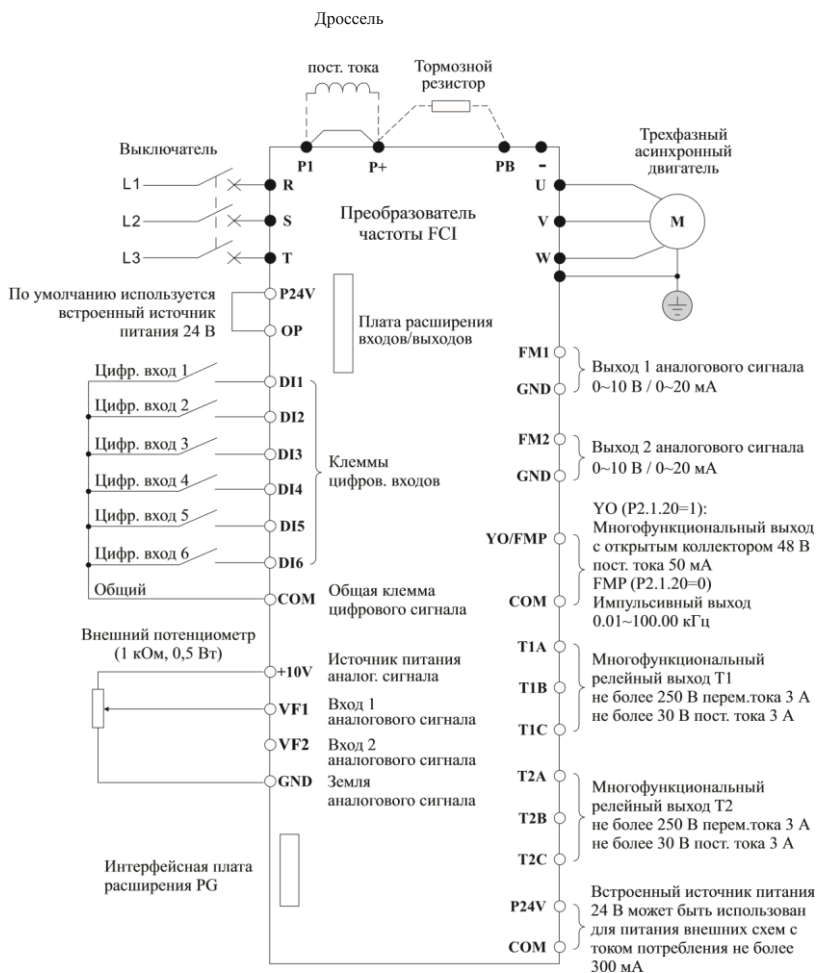 Дроссель
пост. тока
Тормозной
резистор
Выключатель
Трехфазный
асинхронный
двигатель
P1
P+
PB
-
L1
R
U
L2
S
Преобразователь
частоты FCI
V
M
L3
T
W
По умолчанию используется
встроенный источник
питания 24 В
P24V
OP
Плата расширения
входов/выходов
Цифр. вход 1
DI1
Цифр. вход 2
DI2
Цифр. вход 3
DI3
Цифр. вход 4
DI4
Цифр. вход 5
DI5
Цифр. вход 6
DI6
Клеммы
цифров. входов
Общий
COM
Общая клемма
цифрового сигнала
Внешний потенциометр
(1 кОм, 0,5 Вт)
+10V
Источник питания
аналог. сигнала
VF1
Вход 1
аналогового сигнала
VF2
Вход 2
аналогового сигнала
GND
Земля
аналогового сигнала
Интерфейсная плата
расширения PG
FM1
GND
Выход 1 аналогового сигнала
0~10 В / 0~20 мА
FM2
GND
Выход 2 аналогового сигнала
0~10 В / 0~20 мА
YO/FMP
COM
YO (P2.1.20=1):
Многофункциональный выход
с открытым коллектором 48 В
пост. тока 50 мА
FMP (P2.1.20=0)
Импульсивный выход
0.01~100.00 кГц
T1A
T1B
T1C
Многофункциональный
релейный выход T1
не более 250 В перем.тока 3 А
не более 30 В пост. тока 3 А
T2A
T2B
T2C
Многофункциональный
релейный выход T2
не более 250 В перем.тока 3 А
не более 30 В пост. тока 3 А
P24V
COM
Встроенный источник питания
24 В может быть использован
для питания внешних схем с
током потребления не более
300 мА